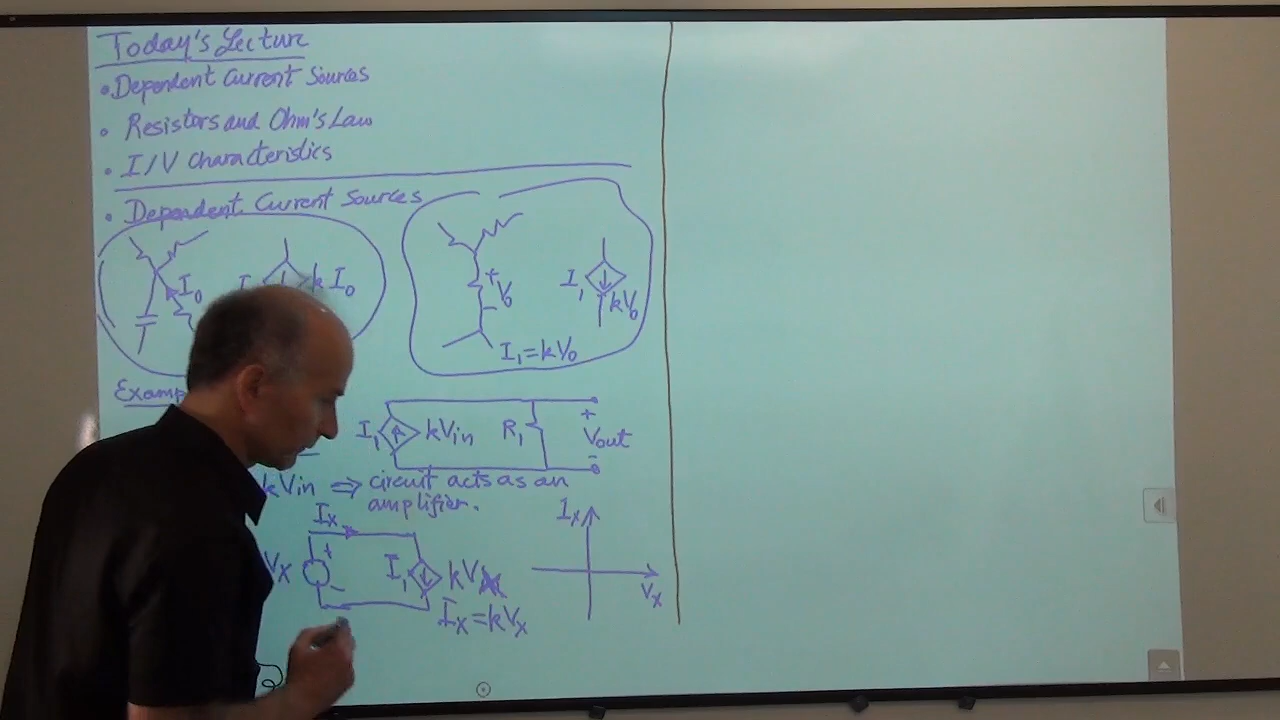 Today's Lecture
• Dependent Current Sources
• Resistors and Ohm's Law
• I/V Characteristics
• Dependent Current Sources
I₀ kI₀
+ V₀ − I₁ kV₀
I₁=kV₀
I₁ kVin R₁ + Vout −
kVin ⇒ circuit acts as an
amplifier.
Ix
Vx + − I₁ kV
Ix=kVx
Ix
Vx